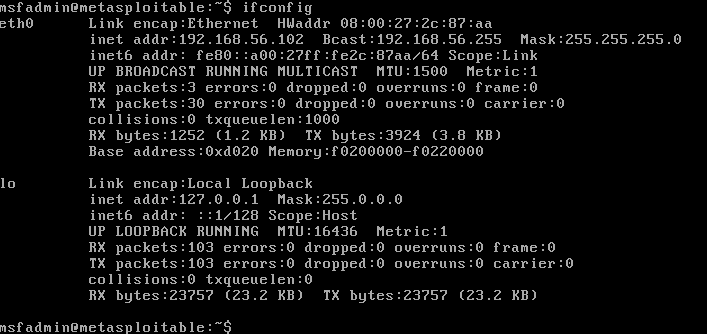 msfadmin@metasploitable:~$ ifconfig
eth0      Link encap:Ethernet  HWaddr 08:00:27:2c:87:aa
          inet addr:192.168.56.102  Bcast:192.168.56.255  Mask:255.255.255.0
          inet6 addr: fe80::a00:27ff:fe2c:87aa/64 Scope:Link
          UP BROADCAST RUNNING MULTICAST  MTU:1500  Metric:1
          RX packets:3 errors:0 dropped:0 overruns:0 frame:0
          TX packets:30 errors:0 dropped:0 overruns:0 carrier:0
          collisions:0 txqueuelen:1000
          RX bytes:1252 (1.2 KB)  TX bytes:3924 (3.8 KB)
          Base address:0xd020 Memory:f0200000-f0220000
lo        Link encap:Local Loopback
          inet addr:127.0.0.1  Mask:255.0.0.0
          inet6 addr: ::1/128 Scope:Host
          UP LOOPBACK RUNNING  MTU:16436  Metric:1
          RX packets:103 errors:0 dropped:0 overruns:0 frame:0
          TX packets:103 errors:0 dropped:0 overruns:0 carrier:0
          collisions:0 txqueuelen:0
          RX bytes:23757 (23.2 KB)  TX bytes:23757 (23.2 KB)
msfadmin@metasploitable:~$